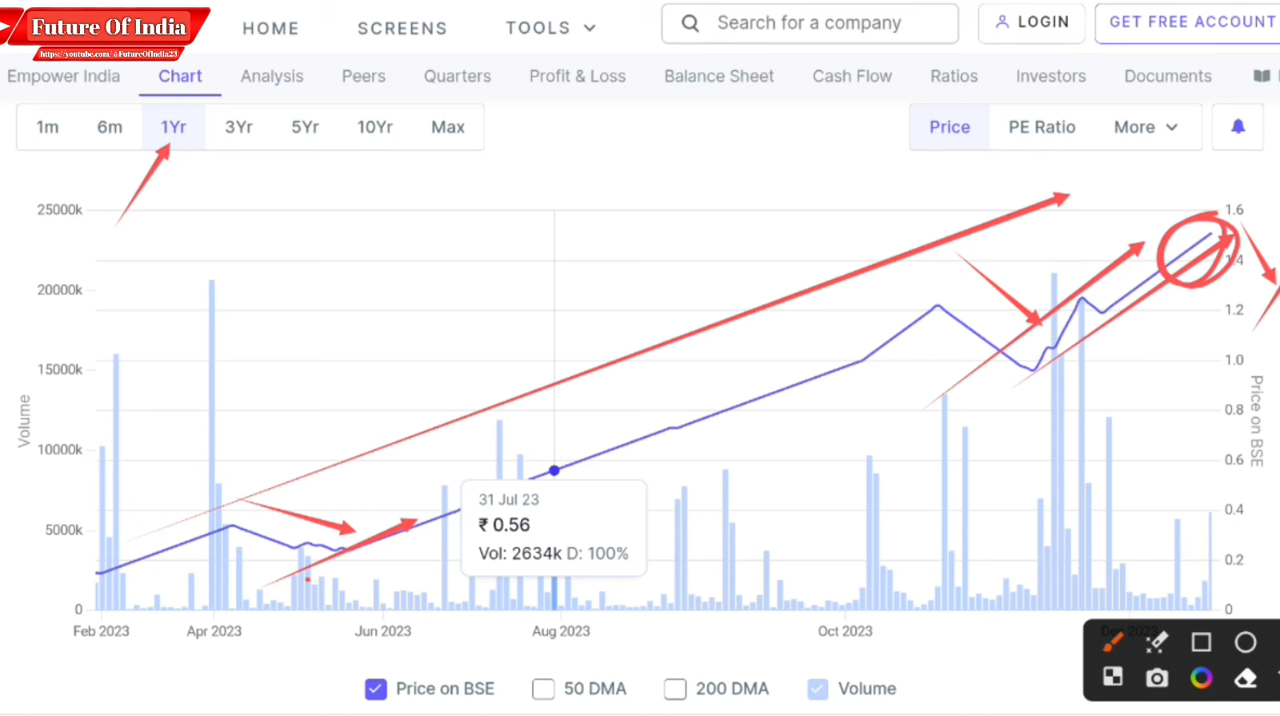 Future Of India
https://youtube.com/@FutureOfIndia23
HOME SCREENS TOOLS Search for a company LOGIN GET FREE ACCOUNT
Empower India Chart Analysis Peers Quarters Profit & Loss Balance Sheet Cash Flow Ratios Investors Documents
1m 6m 1Yr 3Yr 5Yr 10Yr Max Price PE Ratio More
25000k 1.6
1.4
20000k 1.2
15000k 1.0
Volume Price on BSE
0.8
10000k 0.6
31 Jul 23
₹ 0.56
Vol: 2634k D: 100%
5000k 0.4
0.2
0 0
Feb 2023 Apr 2023 Jun 2023 Aug 2023 Oct 2023 Dec 2023
Price on BSE 50 DMA 200 DMA Volume